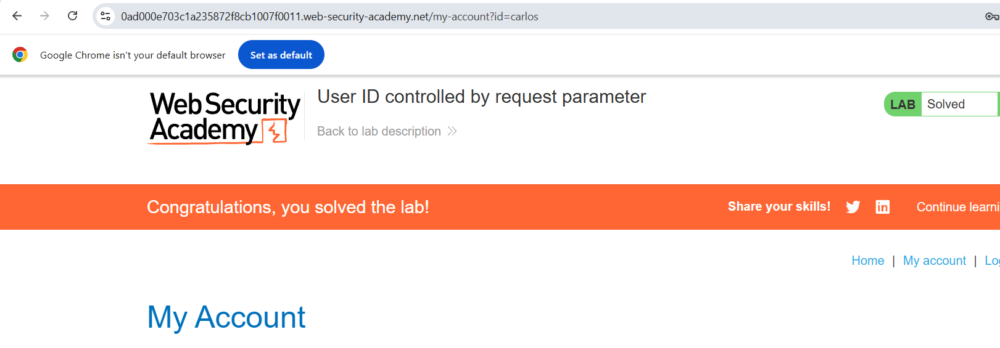 0ad000e703c1a235872f8cb1007f0011.web-security-academy.net/my-account?id=carlos
Google Chrome isn't your default browser Set as default
Web Security
Academy
User ID controlled by request parameter
Back to lab description
LAB Solved
Congratulations, you solved the lab! Share your skills! Continue learni
Home | My account | Log
My Account